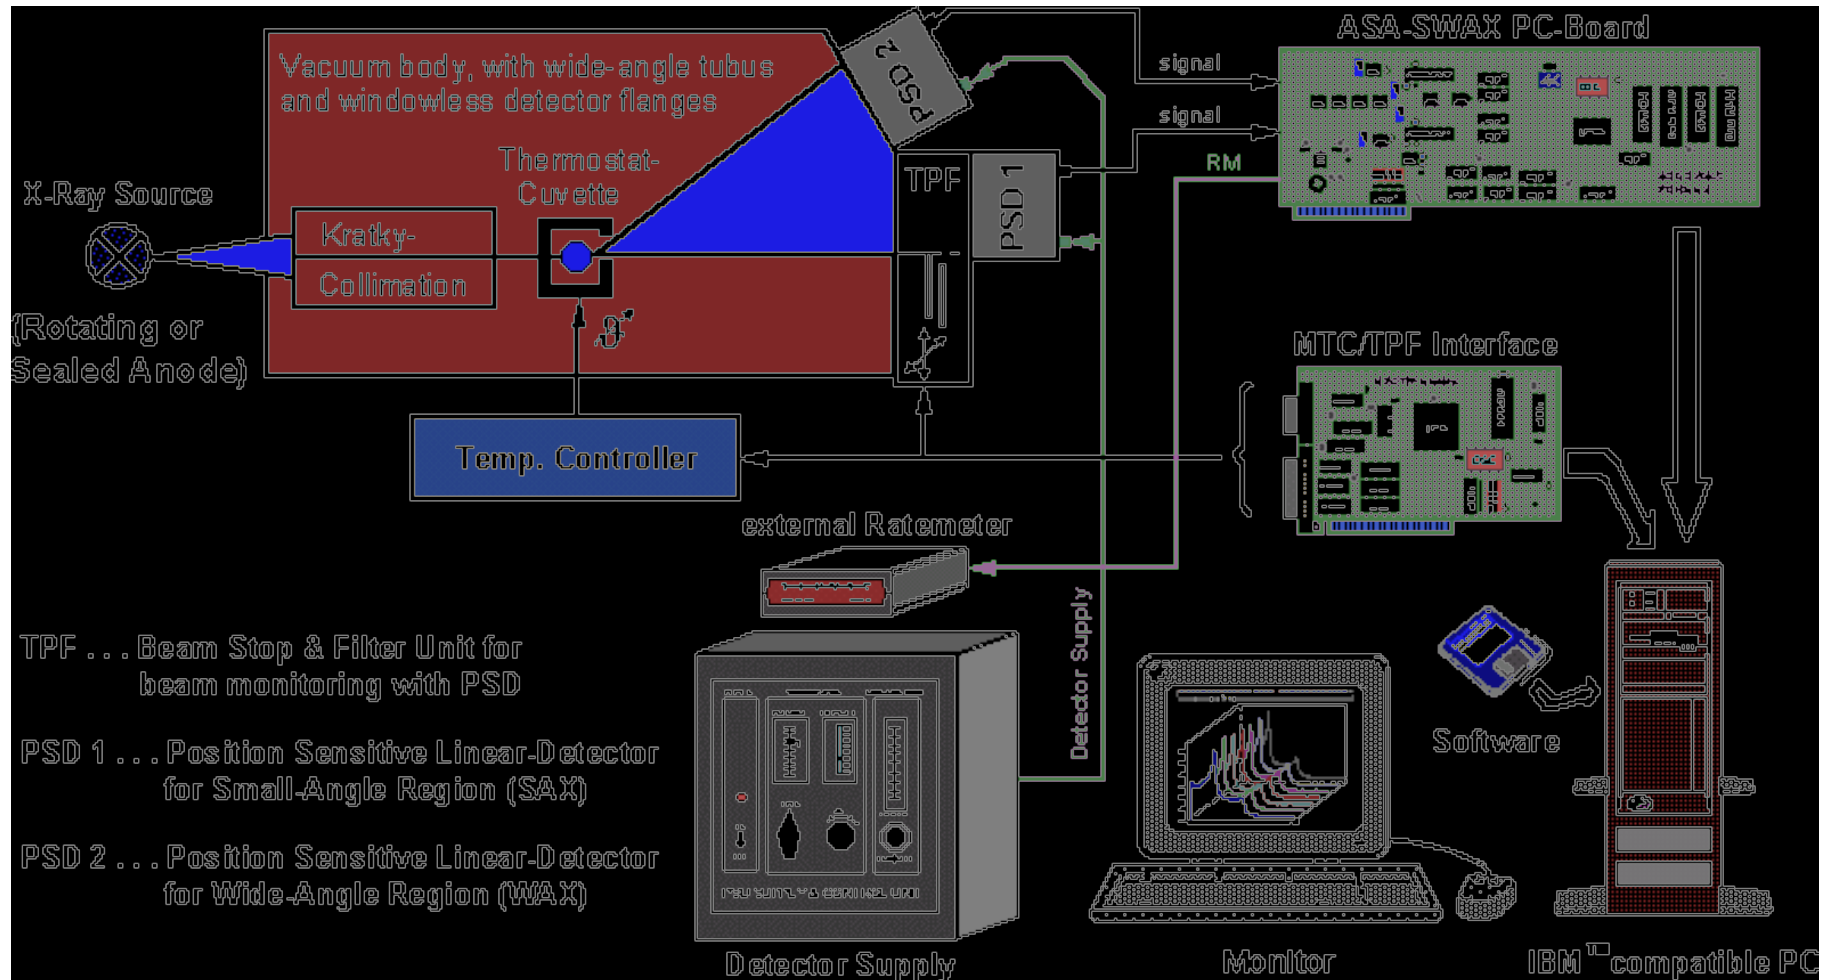 ASA-SWAX PC-Board
Vacuum body, with wide-angle tubus
and windowless detector flanges
PSD 2
signal
signal
Thermostat-
Cuvette
RM
TPF
PSD 1
X-Ray Source
Kratky-
Collimation
(Rotating or
Sealed Anode)
MTC/TPF Interface
Temp. Controller
external Ratemeter
Detector Supply
TPF ... Beam Stop & Filter Unit for
beam monitoring with PSD
PSD 1 ... Position Sensitive Linear-Detector
for Small-Angle Region (SAX)
PSD 2 ... Position Sensitive Linear-Detector
for Wide-Angle Region (WAX)
Software
Detector Supply
Monitor
IBM™ compatible PC